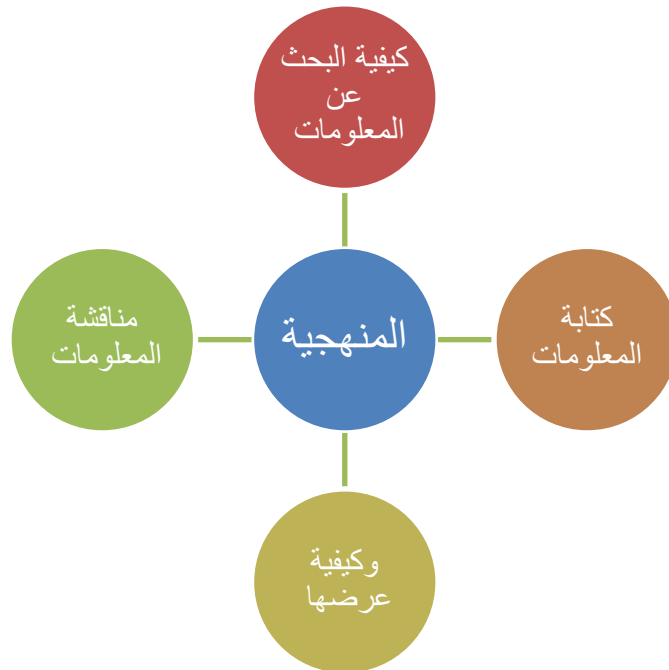 كيفية البحث
عن
المعلومات
المنهجية
كتابة
المعلومات
مناقشة
المعلومات
وكيفية
عرضها